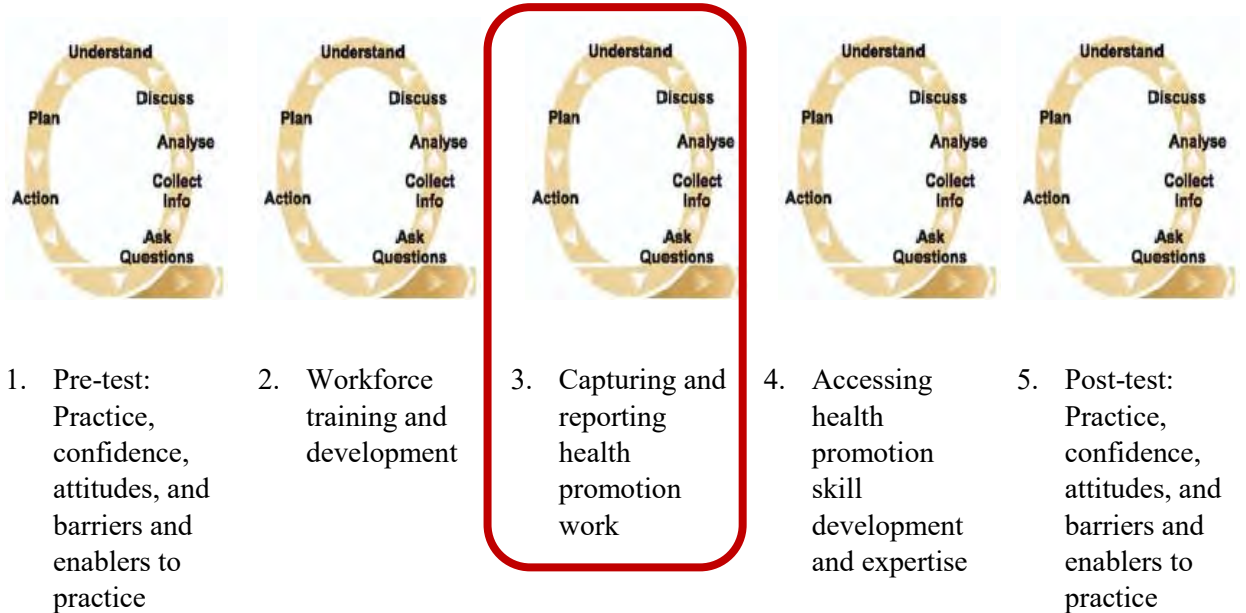 Understand
Discuss
Plan
Analyse
Collect
Info
Action
Ask
Questions
Understand
Discuss
Plan
Analyse
Collect
Info
Action
Ask
Questions
Understand
Discuss
Plan
Analyse
Collect
Info
Action
Ask
Questions
Understand
Discuss
Plan
Analyse
Collect
Info
Action
Ask
Questions
Understand
Discuss
Plan
Analyse
Collect
Info
Action
Ask
Questions
1. Pre-test:
Practice,
confidence,
attitudes, and
barriers and
enablers to
practice
2. Workforce
training and
development
3. Capturing and
reporting
health
promotion
work
4. Accessing
health
promotion
skill
development
and expertise
5. Post-test:
Practice,
confidence,
attitudes, and
barriers and
enablers to
practice